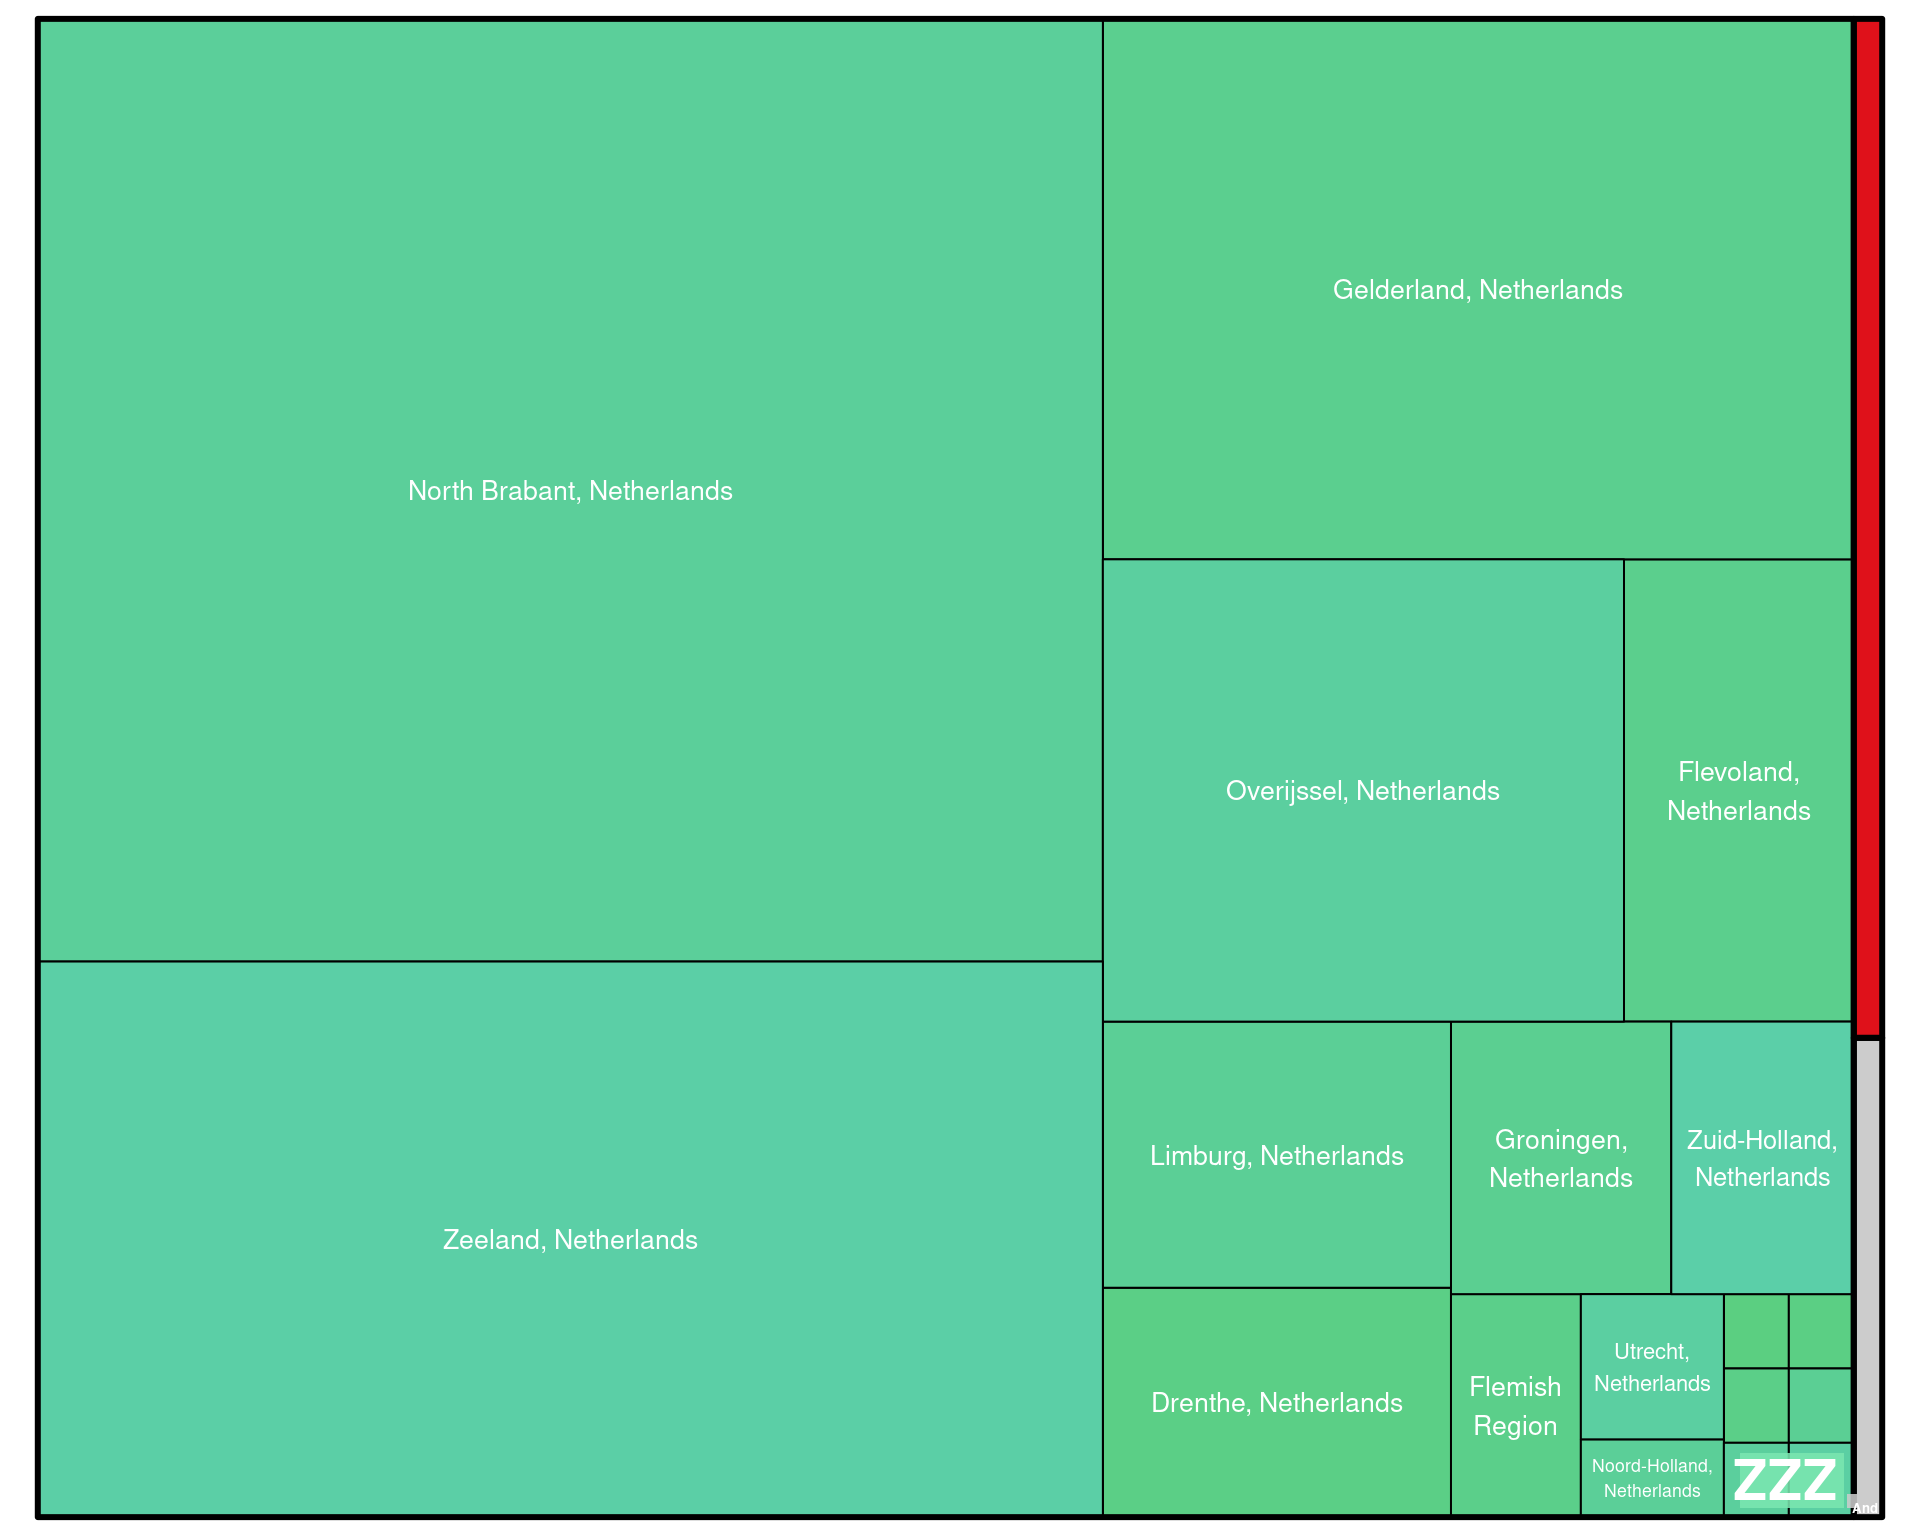 North Brabant, Netherlands
Gelderland, Netherlands
Overijssel, Netherlands
Flevoland,
Netherlands
Zeeland, Netherlands
Limburg, Netherlands
Groningen,
Netherlands
Zuid-Holland,
Netherlands
Drenthe, Netherlands
Flemish
Region
Utrecht,
Netherlands
Noord-Holland,
Netherlands
ZZZ
And